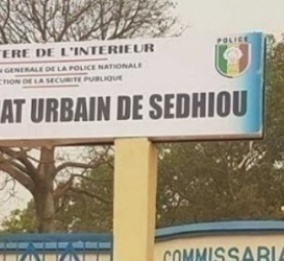 POLICE
TERE DE L'INTERIEUR
N GENERALE DE LA POLICE NATIONALE
CTION DE LA SECURITE PUBLIQUE
AT URBAIN DE SEDHIOU
COMMISSARIA